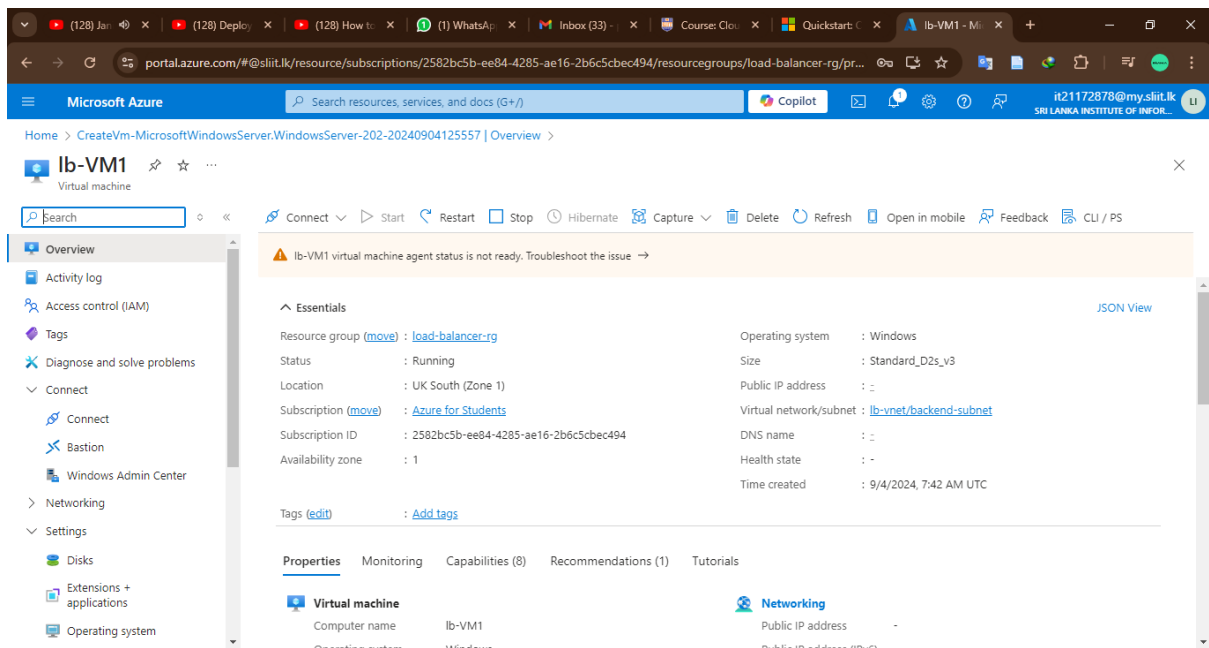 (128) Jan
(128) Deploy
(128) How to
(1) WhatsAp
Inbox (33) -
Course: Clou
Quickstart: C
lb-VM1 - Mi
portal.azure.com/#@sliit.lk/resource/subscriptions/2582bc5b-ee84-4285-ae16-2b6c5cbec494/resourcegroups/load-balancer-rg/pr...
Microsoft Azure
Search resources, services, and docs (G+/)
Copilot
1
it21172878@my.sliit.lk
SRI LANKA INSTITUTE OF INFOR...
LI
Home > CreateVm-MicrosoftWindowsServer.WindowsServer-202-20240904125557 | Overview >
lb-VM1
Virtual machine
Search
Connect
Start
Restart
Stop
Hibernate
Capture
Delete
Refresh
Open in mobile
Feedback
CLI / PS
Overview
Activity log
Access control (IAM)
Tags
Diagnose and solve problems
Connect
Connect
Bastion
Windows Admin Center
Networking
Settings
Disks
Extensions +
applications
Operating system
lb-VM1 virtual machine agent status is not ready. Troubleshoot the issue →
Essentials
JSON View
Resource group (move) : load-balancer-rg
Status : Running
Location : UK South (Zone 1)
Subscription (move) : Azure for Students
Subscription ID : 2582bc5b-ee84-4285-ae16-2b6c5cbec494
Availability zone : 1
Operating system : Windows
Size : Standard_D2s_v3
Public IP address : -
Virtual network/subnet : lb-vnet/backend-subnet
DNS name : -
Health state : -
Time created : 9/4/2024, 7:42 AM UTC
Tags (edit) : Add tags
Properties
Monitoring
Capabilities (8)
Recommendations (1)
Tutorials
Virtual machine
Computer name lb-VM1
Operating system Windows
Networking
Public IP address -
Public IP address (IPv6)